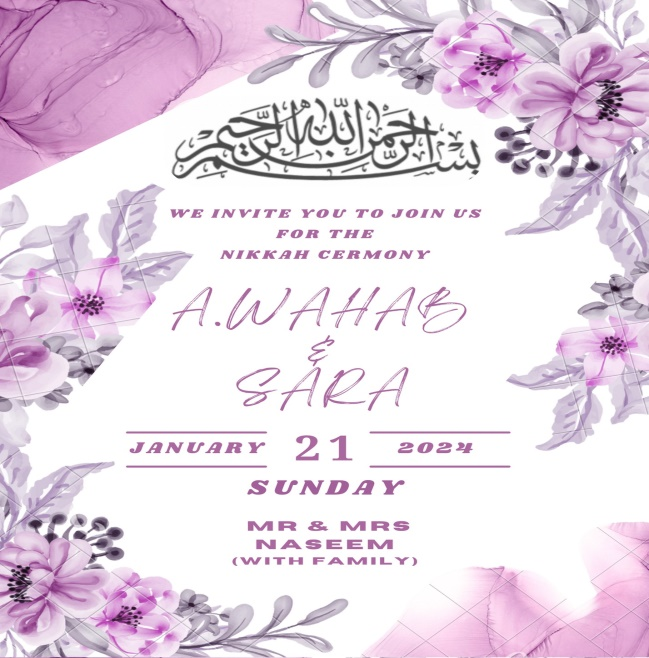 بسم الله الرحمن الرحيم
WE INVITE YOU TO JOIN US
FOR THE
NIKKAH CERMONY
A.WAHAB
&
SARA
JANUARY 21 2024
SUNDAY
MR & MRS
NASEEM
(WITH FAMILY)